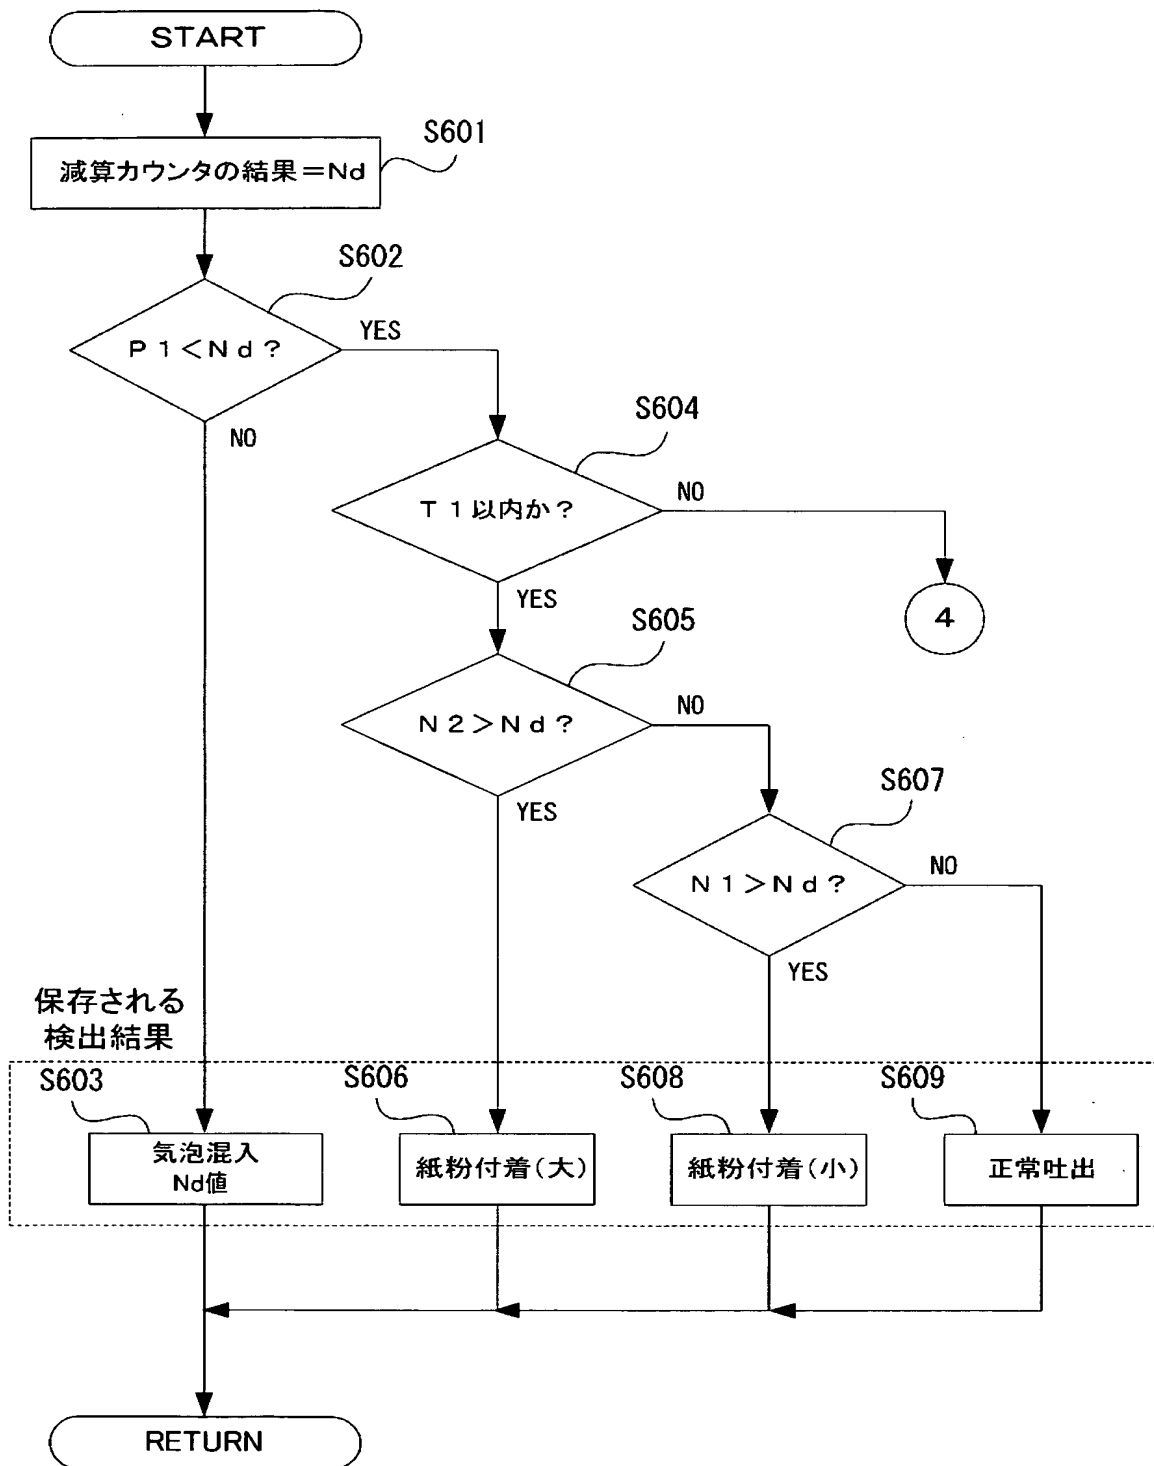 START
S601
減算カウンタの結果=Nd
S602
P1<Nd?
YES
NO
S604
T1以内か?
NO
YES
4
S605
N2>Nd?
NO
YES
S607
N1>Nd?
NO
YES
保存される
検出結果
S603
S606
S608
S609
気泡混入
Nd値
紙粉付着(大)
紙粉付着(小)
正常吐出
RETURN